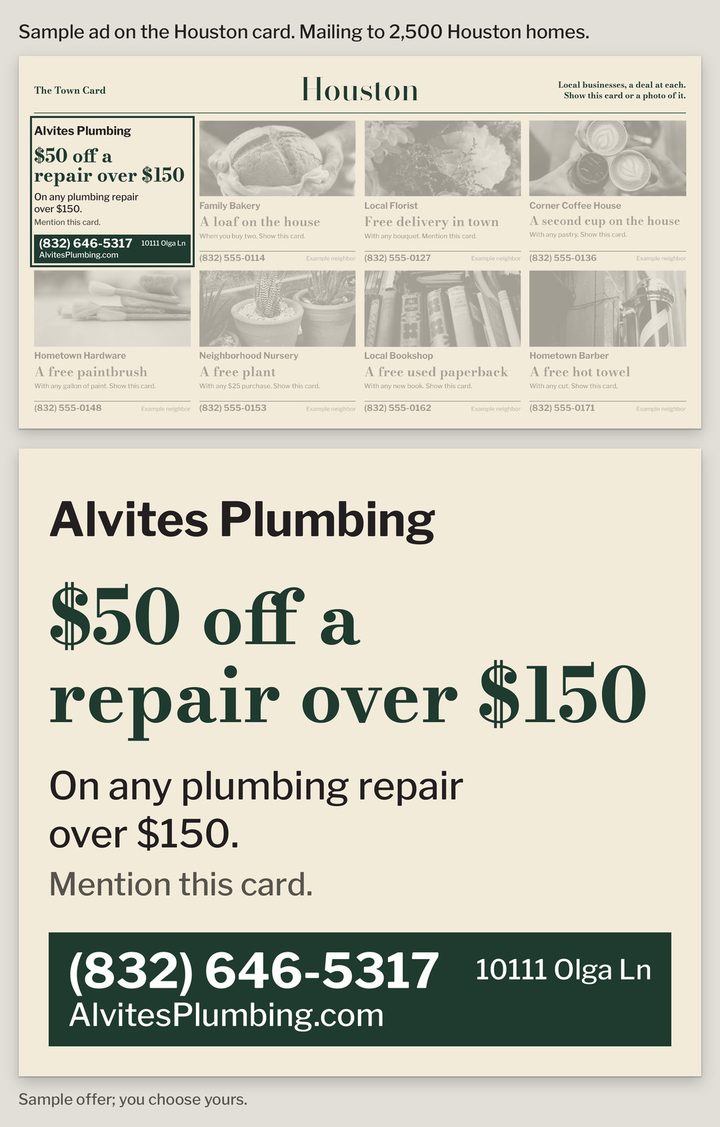 Sample ad on the Houston card. Mailing to 2,500 Houston homes.
The Town Card
Houston
Local businesses, a deal at each.
Show this card or a photo of it.
Alvites Plumbing
$50 off a
repair over $150
On any plumbing repair
over $150.
Mention this card.
(832) 646-5317
10111 Olga Ln
AlvitesPlumbing.com
Family Bakery
A loaf on the house
When you buy two. Show this card.
(832) 555-0114
Example neighbor
Local Florist
Free delivery in town
With any bouquet. Mention this card.
(832) 555-0127
Example neighbor
Corner Coffee House
A second cup on the house
With any pastry. Show this card.
(832) 555-0136
Example neighbor
Hometown Hardware
A free paintbrush
With any gallon of paint. Show this card.
(832) 555-0148
Example neighbor
Neighborhood Nursery
A free plant
With any $25 purchase. Show this card.
(832) 555-0153
Example neighbor
Local Bookshop
A free used paperback
With any new book. Show this card.
(832) 555-0162
Example neighbor
Hometown Barber
A free hot towel
With any cut. Show this card.
(832) 555-0171
Example neighbor
Alvites Plumbing
$50 off a
repair over $150
On any plumbing repair
over $150.
Mention this card.
(832) 646-5317
10111 Olga Ln
AlvitesPlumbing.com
Sample offer; you choose yours.